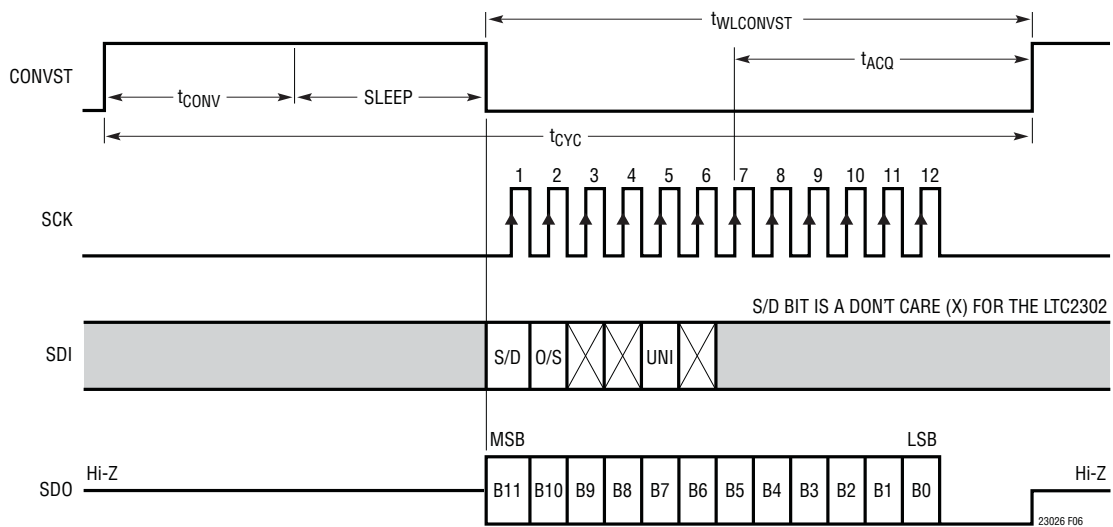 tWLCONVST
CONVST
tACQ
tCONV
SLEEP
tCYC
1 2 3 4 5 6 7 8 9 10 11 12
SCK
S/D BIT IS A DON'T CARE (X) FOR THE LTC2302
SDI
S/D O/S UNI
MSB LSB
Hi-Z Hi-Z
SDO
B11 B10 B9 B8 B7 B6 B5 B4 B3 B2 B1 B0
23026 F06